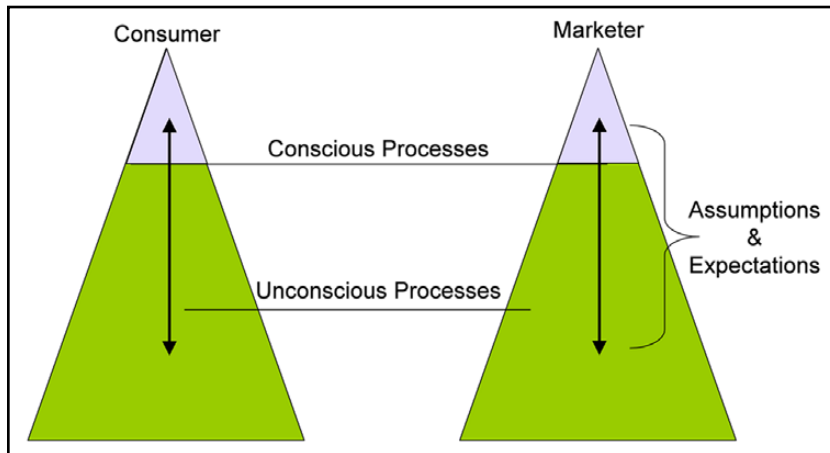 Consumer
Marketer
Conscious Processes
Assumptions
&
Expectations
Unconscious Processes